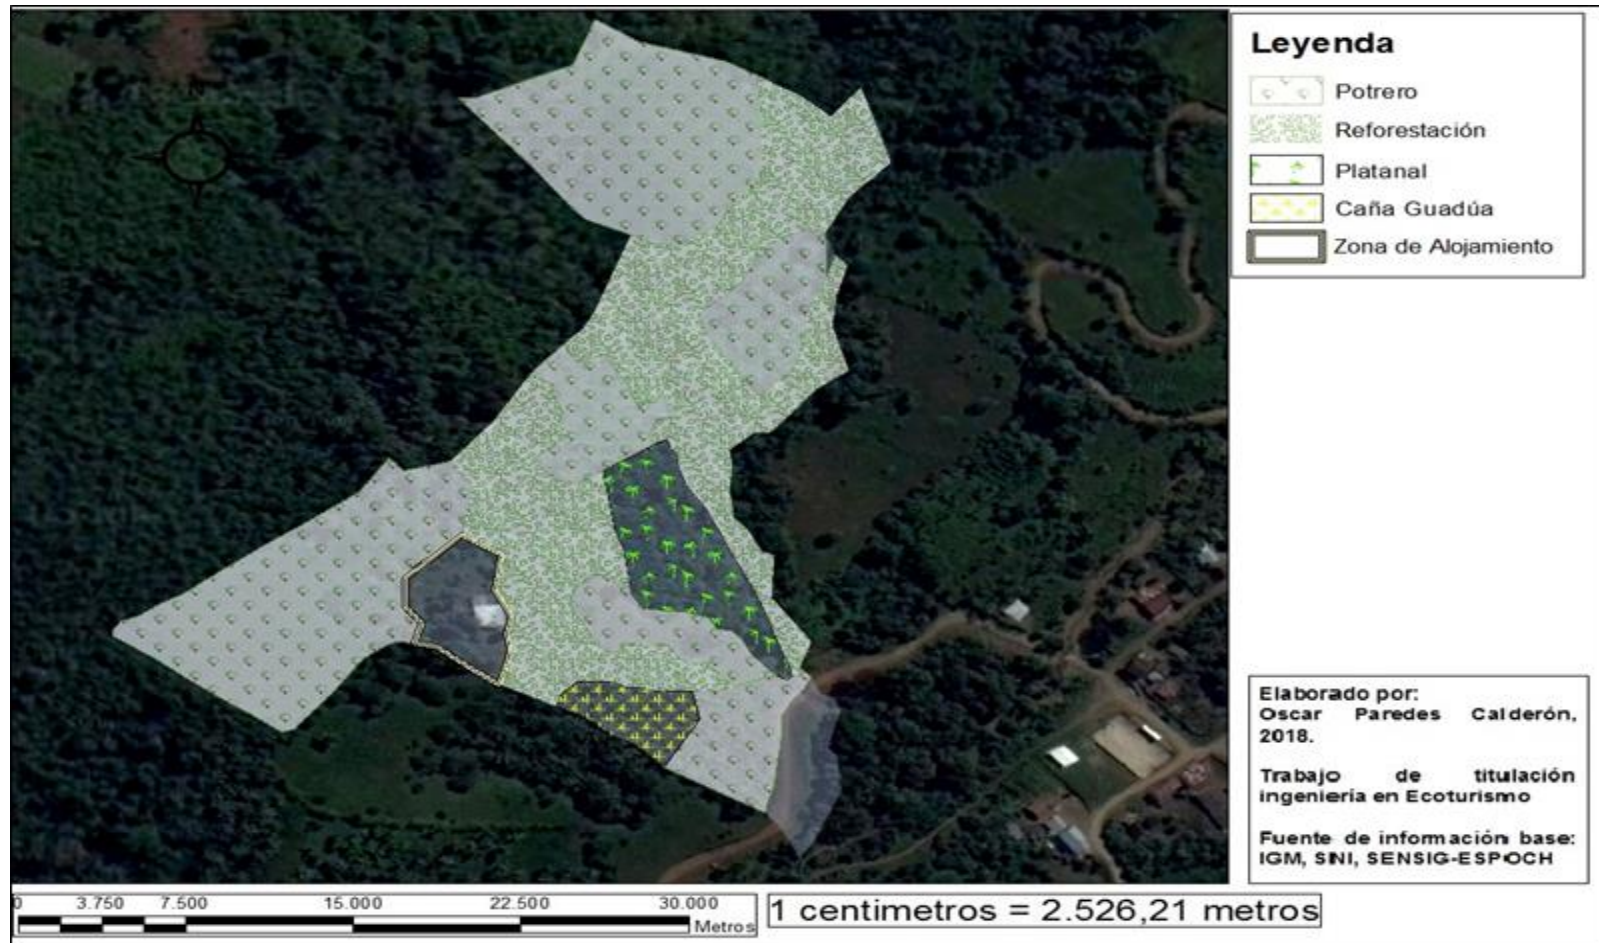 Leyenda
Potrero
Reforestación
Platanal
Caña Guadúa
Zona de Alojamiento
Elaborado por:
Oscar Paredes Calderón,
2018.
Trabajo de titulación
ingeniería en Ecoturismo
Fuente de información base:
IGM, SNI, SENSIG-ESPOCH
0 3.750 7.500 15.000 22.500 30.000
Metros
1 centimetros = 2.526,21 metros